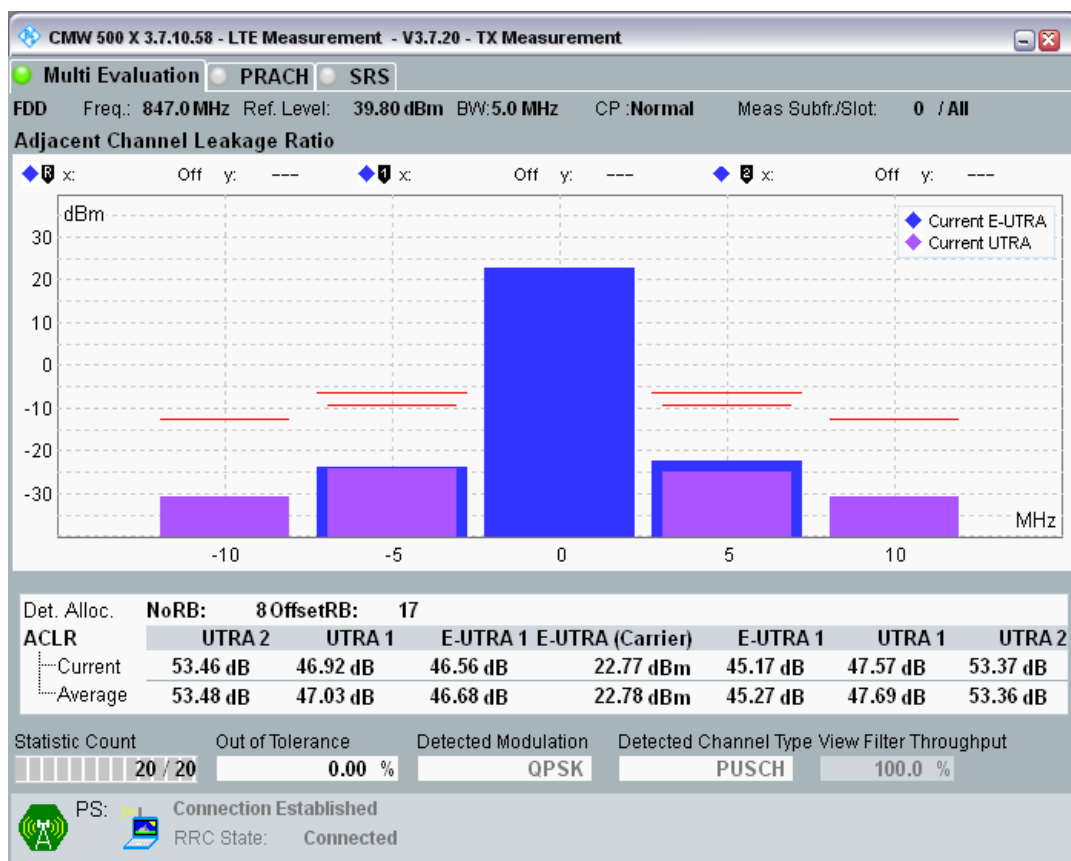 CMW 500 X 3.7.10.58 - LTE Measurement - V3.7.20 - TX Measurement
Multi Evaluation PRACH SRS
FDD Freq.: 847.0 MHz Ref. Level: 39.80 dBm BW:5.0 MHz CP :Normal Meas Subfr./Slot: 0 / All
Adjacent Channel Leakage Ratio
R x: Off y: --- 1 x: Off y: --- 2 x: Off y: ---
dBm
Current E-UTRA
Current UTRA
30
20
10
0
-10
-20
-30
MHz
-10 -5 0 5 10
Det. Alloc. NoRB: 8 OffsetRB: 17
ACLR UTRA 2 UTRA 1 E-UTRA 1 E-UTRA (Carrier) E-UTRA 1 UTRA 1 UTRA 2
Current 53.46 dB 46.92 dB 46.56 dB 22.77 dBm 45.17 dB 47.57 dB 53.37 dB
Average 53.48 dB 47.03 dB 46.68 dB 22.78 dBm 45.27 dB 47.69 dB 53.36 dB
Statistic Count Out of Tolerance Detected Modulation Detected Channel Type View Filter Throughput
20 / 20 0.00 % QPSK PUSCH 100.0 %
PS: Connection Established
RRC State: Connected